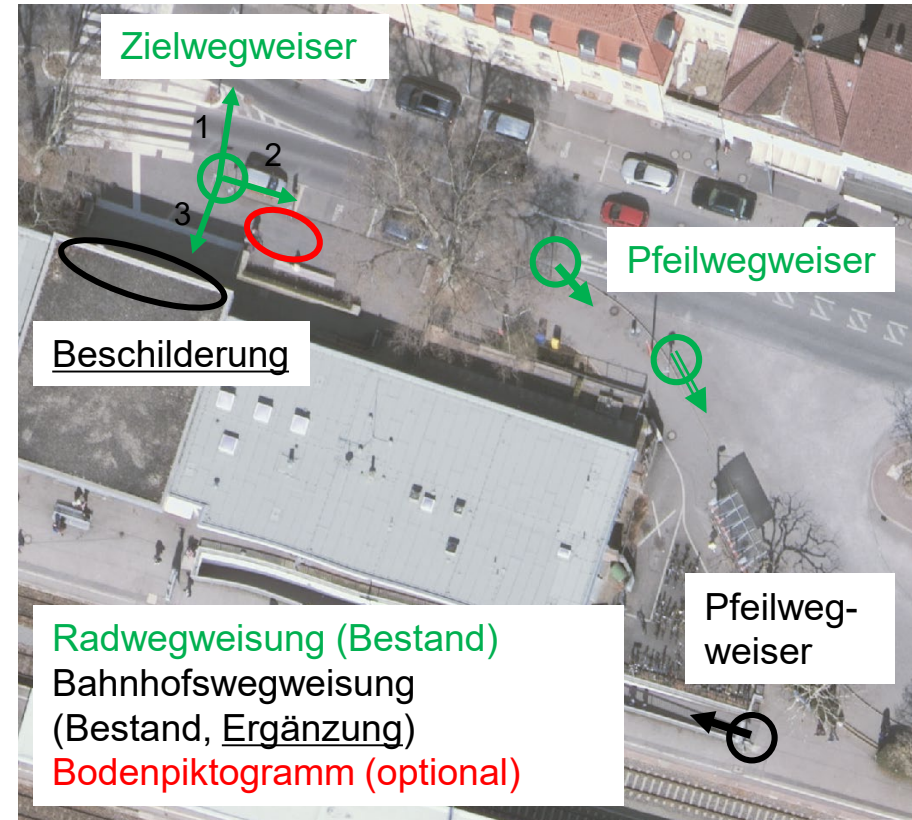 Zielwegweiser
1
2
3
Pfeilwegweiser
Beschilderung
Pfeilweg-
weiser
Radwegweisung (Bestand)
Bahnhofswegweisung
(Bestand, Ergänzung)
Bodenpiktogramm (optional)